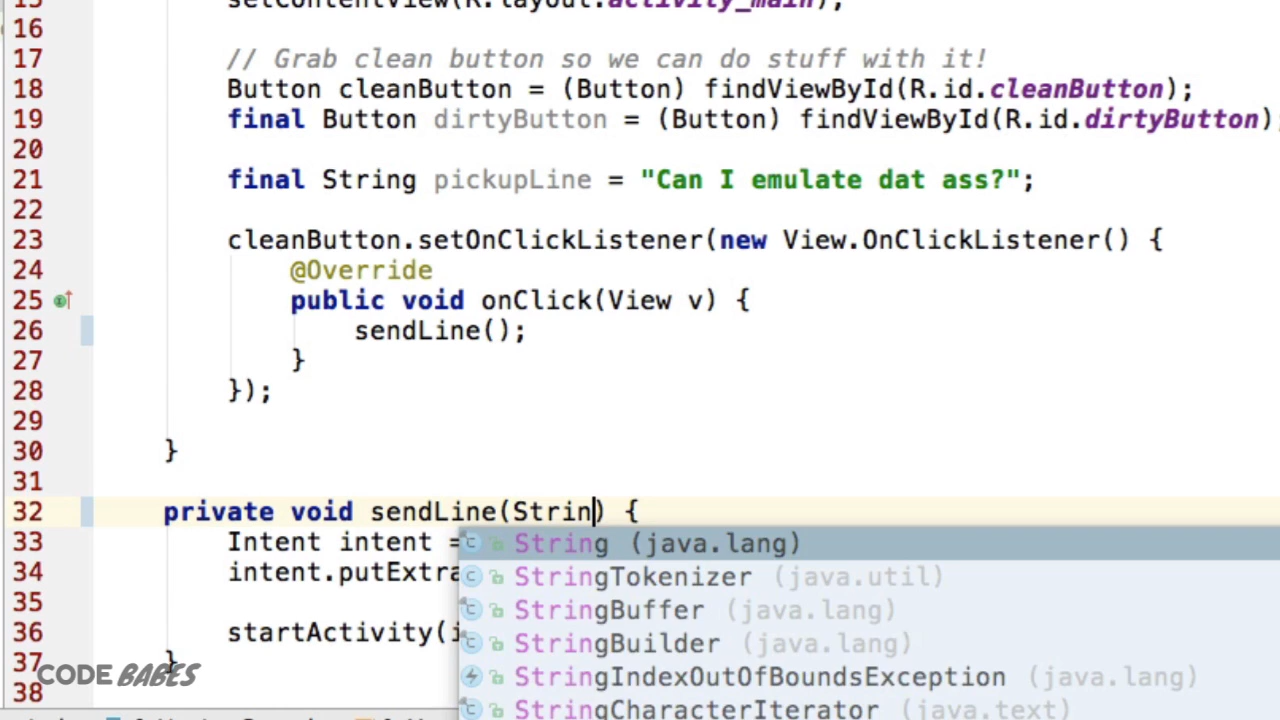 15 setContentView(R.layout.activity_main);
16
17 // Grab clean button so we can do stuff with it!
18 Button cleanButton = (Button) findViewById(R.id.cleanButton);
19 final Button dirtyButton = (Button) findViewById(R.id.dirtyButton)
20
21 final String pickupLine = "Can I emulate dat ass?";
22
23 cleanButton.setOnClickListener(new View.OnClickListener() {
24 @Override
25 public void onClick(View v) {
26 sendLine();
27 }
28 });
29
30 }
31
32 private void sendLine(Strin) {
33 Intent intent =
String (java.lang)
34 intent.putExtra
StringTokenizer (java.util)
35
StringBuffer (java.lang)
36 startActivity(i
StringBuilder (java.lang)
37 }
CODE BABES
StringIndexOutOfBoundsException (java.lang)
38
StringCharacterIterator (java.text)